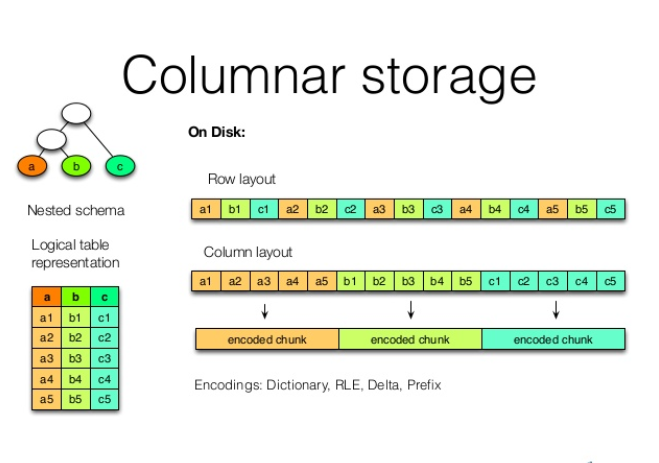 Columnar storage
a b c
Nested schema
Logical table
representation
a b c
a1 b1 c1
a2 b2 c2
a3 b3 c3
a4 b4 c4
a5 b5 c5
On Disk:
Row layout
a1 b1 c1 a2 b2 c2 a3 b3 c3 a4 b4 c4 a5 b5 c5
Column layout
a1 a2 a3 a4 a5 b1 b2 b3 b4 b5 c1 c2 c3 c4 c5
encoded chunk encoded chunk encoded chunk
Encodings: Dictionary, RLE, Delta, Prefix